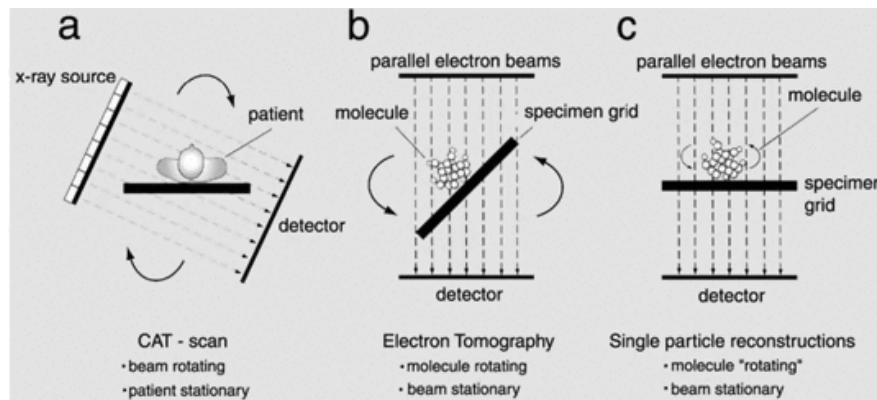 a
x-ray source
patient
detector
CAT - scan
• beam rotating
• patient stationary
b
parallel electron beams
molecule
specimen grid
detector
Electron Tomography
• molecule rotating
• beam stationary
c
parallel electron beams
molecule
specimen
grid
detector
Single particle reconstructions
• molecule "rotating"
• beam stationary